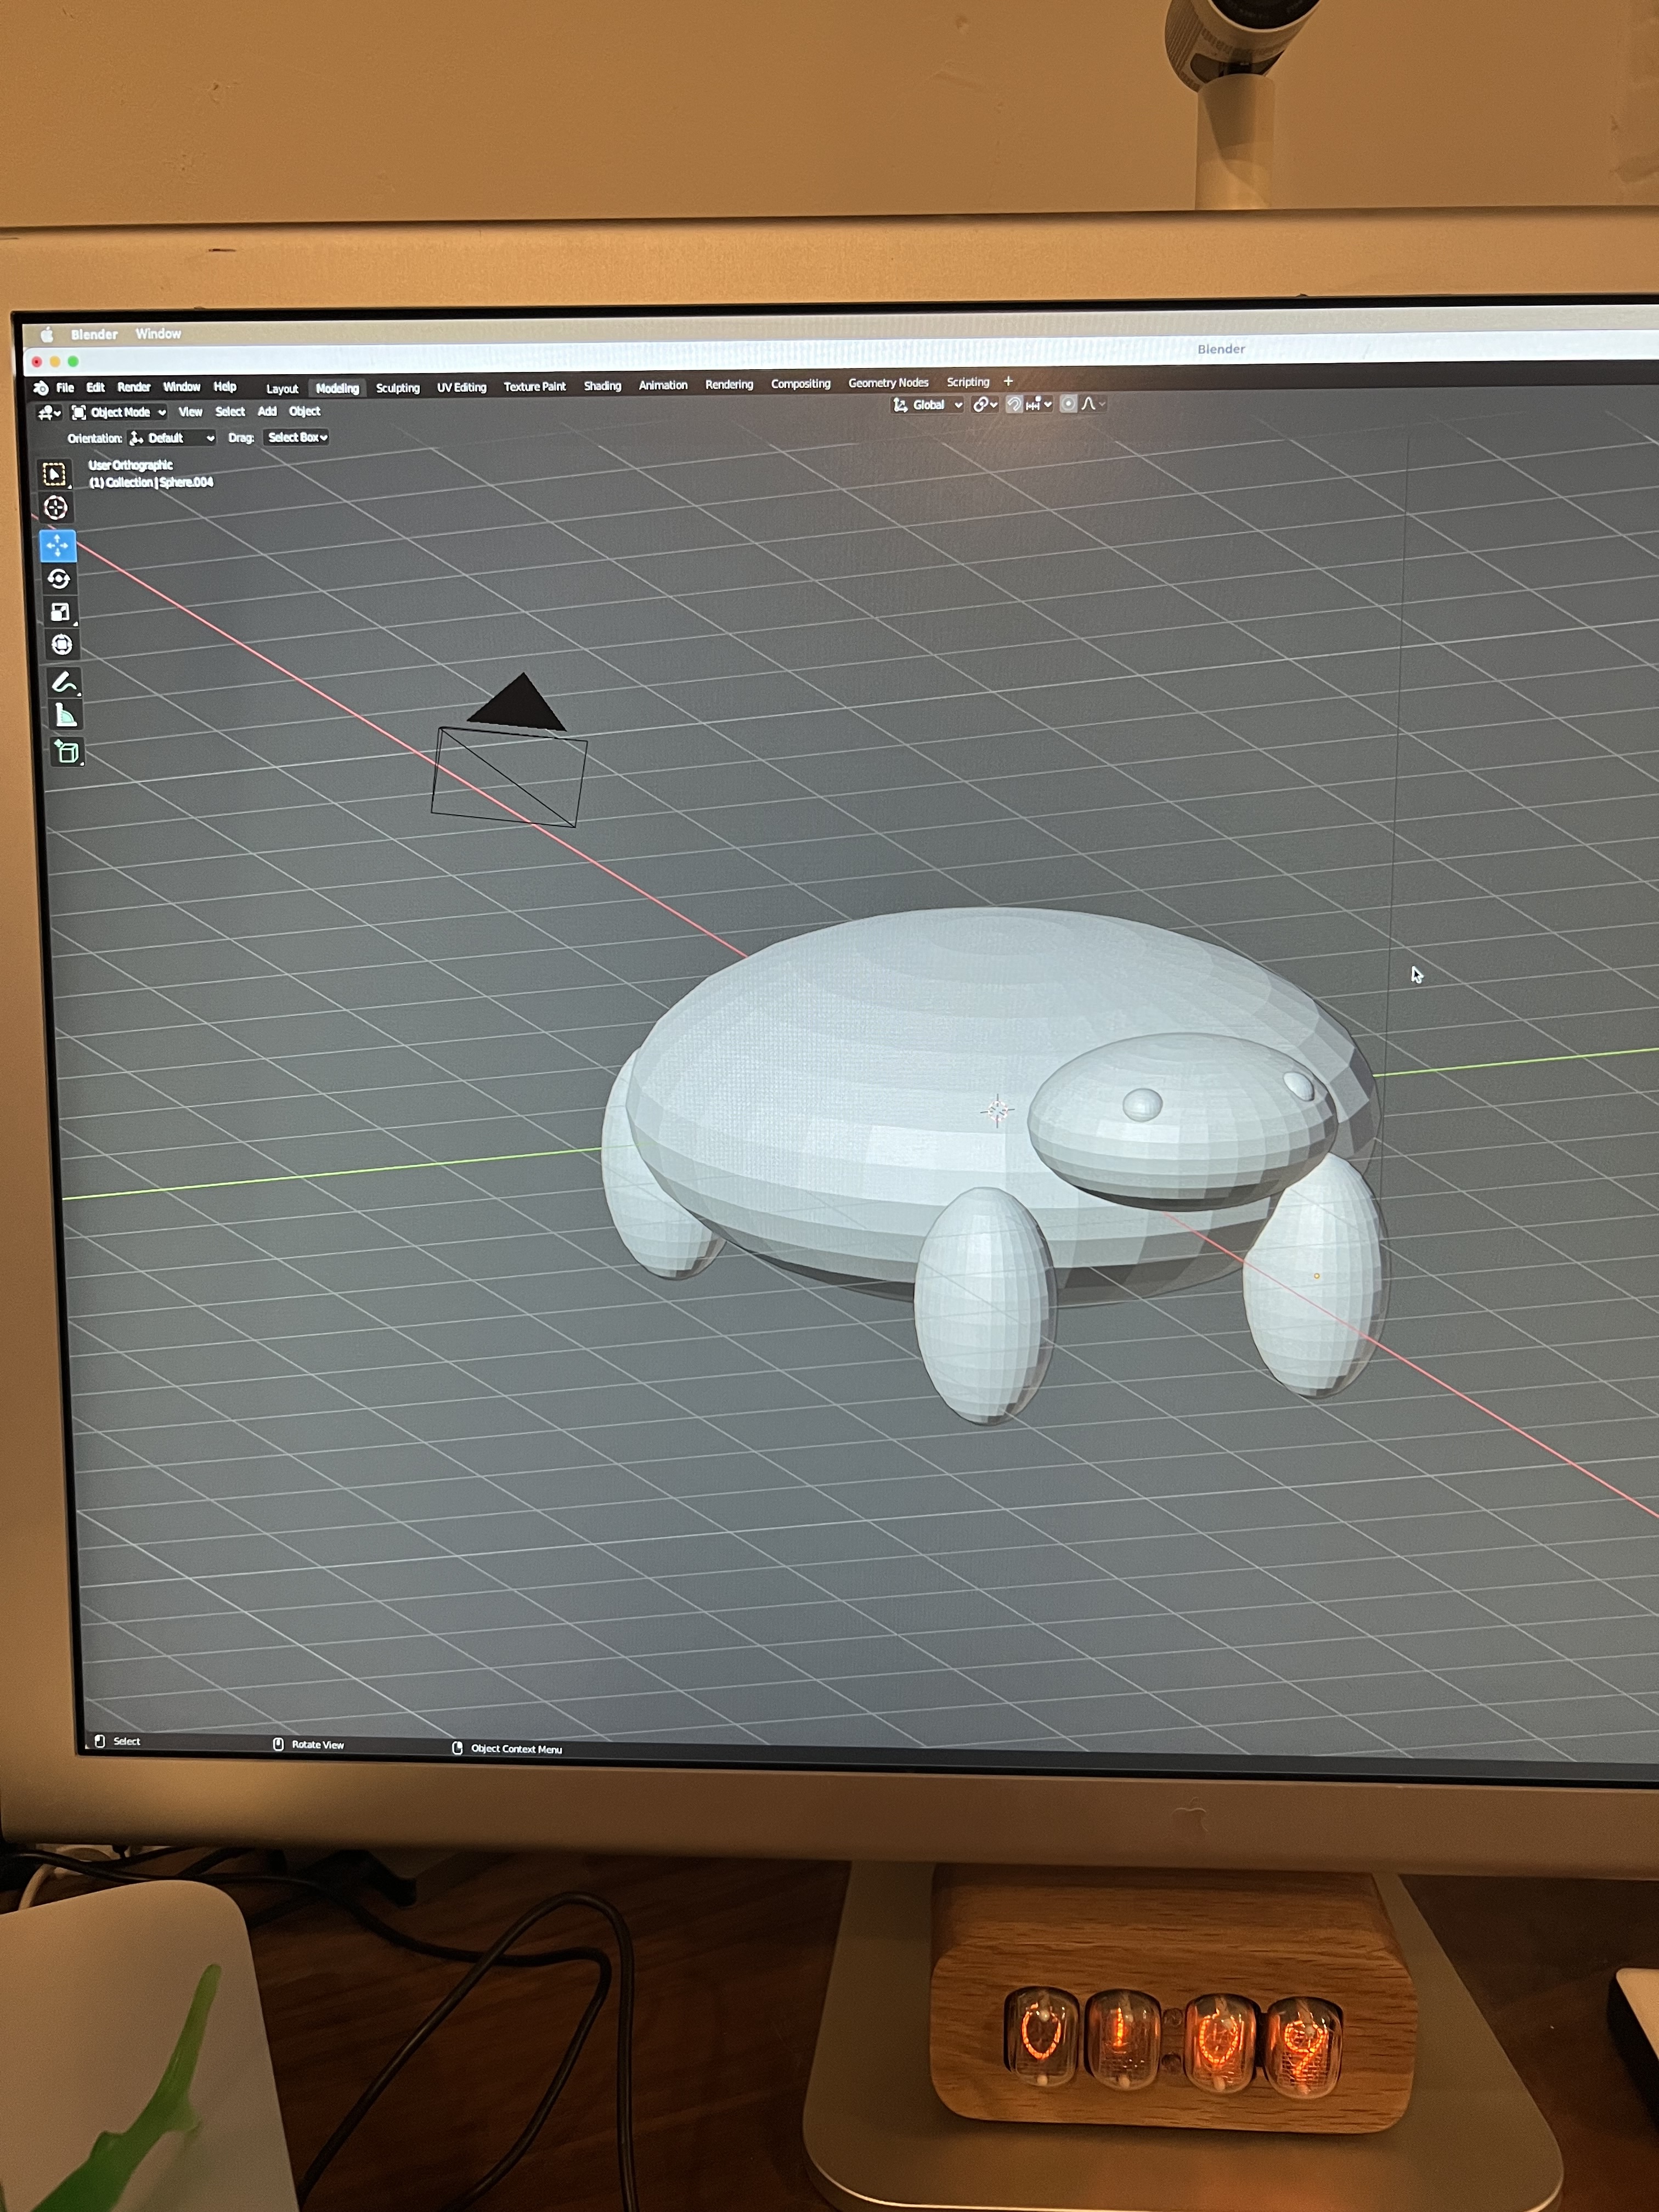 Blender Window
Blender
File Edit Render Window Help Layout Modeling Sculpting UV Editing Texture Paint Shading Animation Rendering Compositing Geometry Nodes Scripting +
Object Mode View Select Add Object Global
Orientation: Default Drag: Select Box
User Orthographic
(1) Collection | Sphere.004
Select Rotate View Object Context Menu